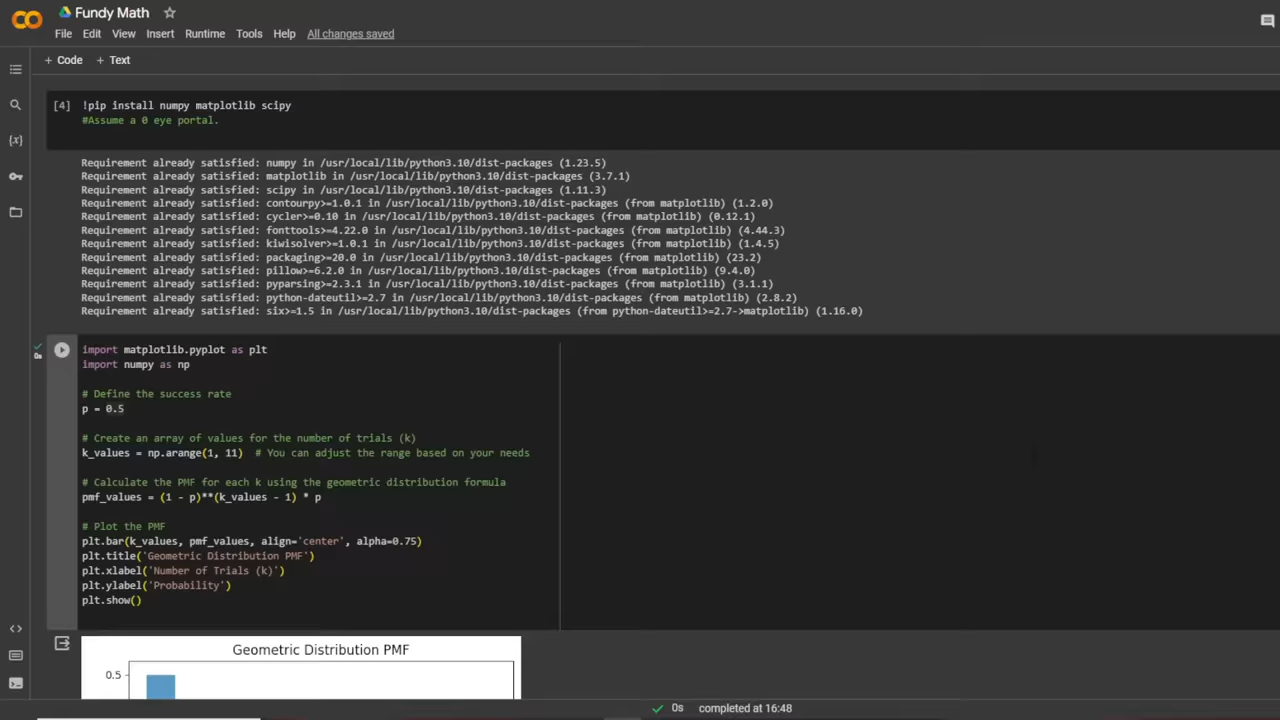 Fundy Math
File Edit View Insert Runtime Tools Help All changes saved
+ Code + Text
[4] !pip install numpy matplotlib scipy
#Assume a 0 eye portal.
Requirement already satisfied: numpy in /usr/local/lib/python3.10/dist-packages (1.23.5)
Requirement already satisfied: matplotlib in /usr/local/lib/python3.10/dist-packages (3.7.1)
Requirement already satisfied: scipy in /usr/local/lib/python3.10/dist-packages (1.11.3)
Requirement already satisfied: contourpy>=1.0.1 in /usr/local/lib/python3.10/dist-packages (from matplotlib) (1.2.0)
Requirement already satisfied: cycler>=0.10 in /usr/local/lib/python3.10/dist-packages (from matplotlib) (0.12.1)
Requirement already satisfied: fonttools>=4.22.0 in /usr/local/lib/python3.10/dist-packages (from matplotlib) (4.44.3)
Requirement already satisfied: kiwisolver>=1.0.1 in /usr/local/lib/python3.10/dist-packages (from matplotlib) (1.4.5)
Requirement already satisfied: packaging>=20.0 in /usr/local/lib/python3.10/dist-packages (from matplotlib) (23.2)
Requirement already satisfied: pillow>=6.2.0 in /usr/local/lib/python3.10/dist-packages (from matplotlib) (9.4.0)
Requirement already satisfied: pyparsing>=2.3.1 in /usr/local/lib/python3.10/dist-packages (from matplotlib) (3.1.1)
Requirement already satisfied: python-dateutil>=2.7 in /usr/local/lib/python3.10/dist-packages (from matplotlib) (2.8.2)
Requirement already satisfied: six>=1.5 in /usr/local/lib/python3.10/dist-packages (from python-dateutil>=2.7->matplotlib) (1.16.0)
0s
import matplotlib.pyplot as plt
import numpy as np
# Define the success rate
p = 0.5
# Create an array of values for the number of trials (k)
k_values = np.arange(1, 11)  # You can adjust the range based on your needs
# Calculate the PMF for each k using the geometric distribution formula
pmf_values = (1 - p)**(k_values - 1) * p
# Plot the PMF
plt.bar(k_values, pmf_values, align='center', alpha=0.75)
plt.title('Geometric Distribution PMF')
plt.xlabel('Number of Trials (k)')
plt.ylabel('Probability')
plt.show()
Geometric Distribution PMF
0.5
0s completed at 16:48